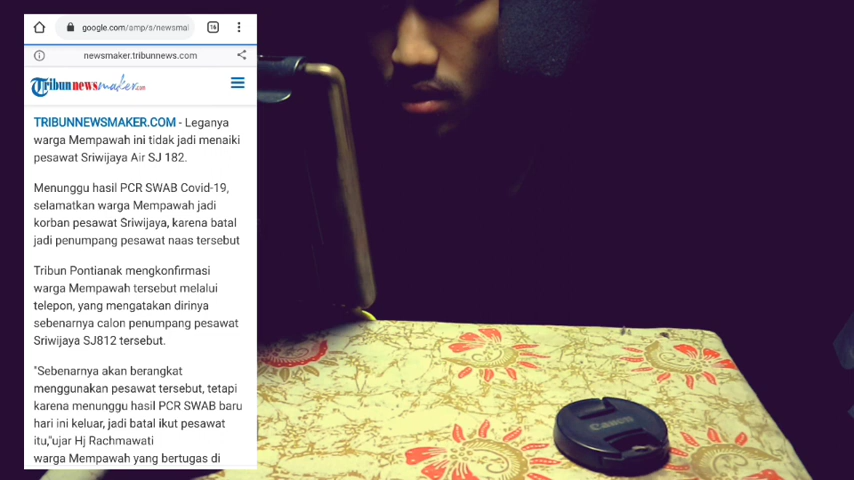 google.com/amp/s/newsmal
16
newsmaker.tribunnews.com
Tribunnewsmaker.com
TRIBUNNEWSMAKER.COM - Leganya
warga Mempawah ini tidak jadi menaiki
pesawat Sriwijaya Air SJ 182.
Menunggu hasil PCR SWAB Covid-19,
selamatkan warga Mempawah jadi
korban pesawat Sriwijaya, karena batal
jadi penumpang pesawat naas tersebut
Tribun Pontianak mengkonfirmasi
warga Mempawah tersebut melalui
telepon, yang mengatakan dirinya
sebenarnya calon penumpang pesawat
Sriwijaya SJ812 tersebut.
"Sebenarnya akan berangkat
menggunakan pesawat tersebut, tetapi
karena menunggu hasil PCR SWAB baru
hari ini keluar, jadi batal ikut pesawat
itu,"ujar Hj Rachmawati
warga Mempawah yang bertugas di
Canon